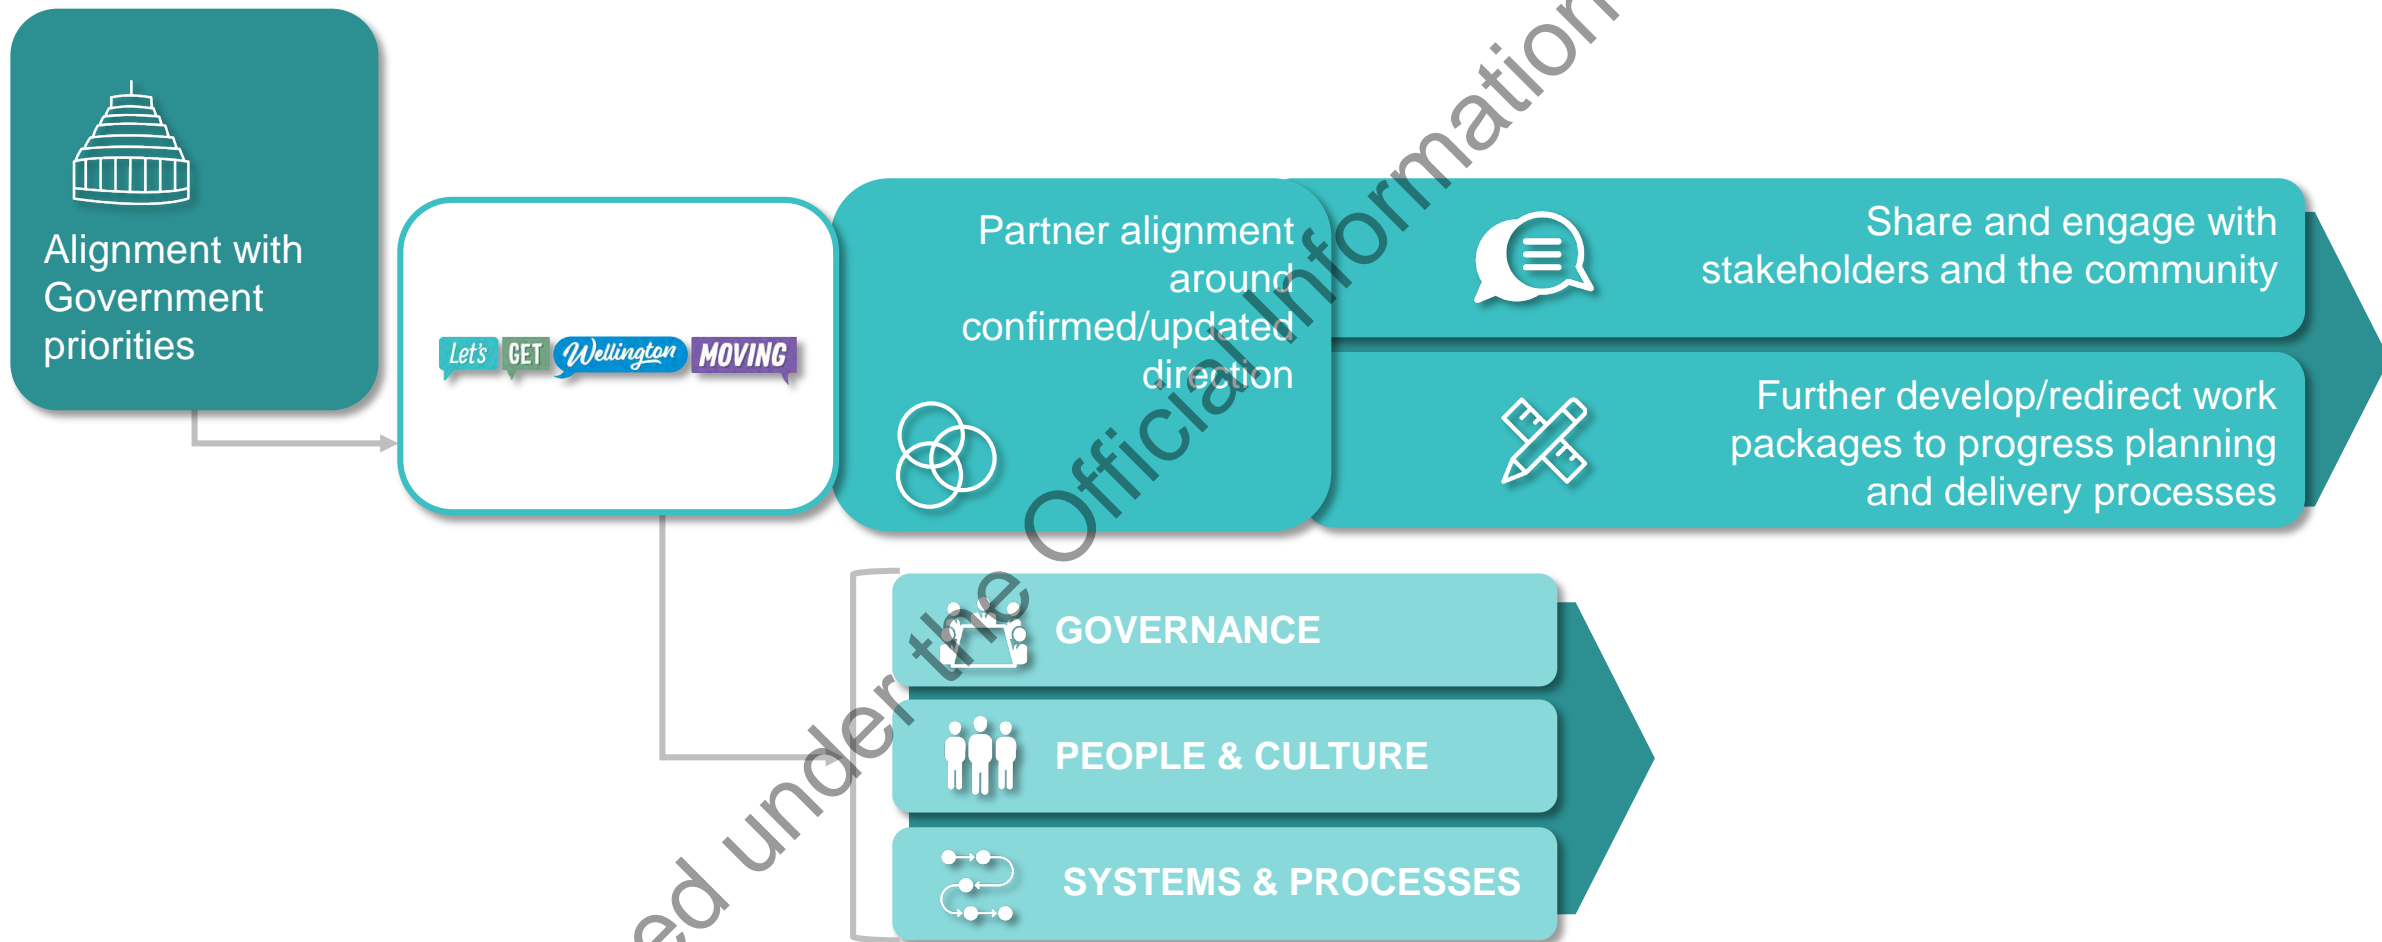 Alignment with
Government
priorities
Let's GET Wellington MOVING
Partner alignment
around
confirmed/updated
direction
Share and engage with
stakeholders and the community
Further develop/redirect work
packages to progress planning
and delivery processes
GOVERNANCE
PEOPLE & CULTURE
SYSTEMS & PROCESSES
ed under the Official Information